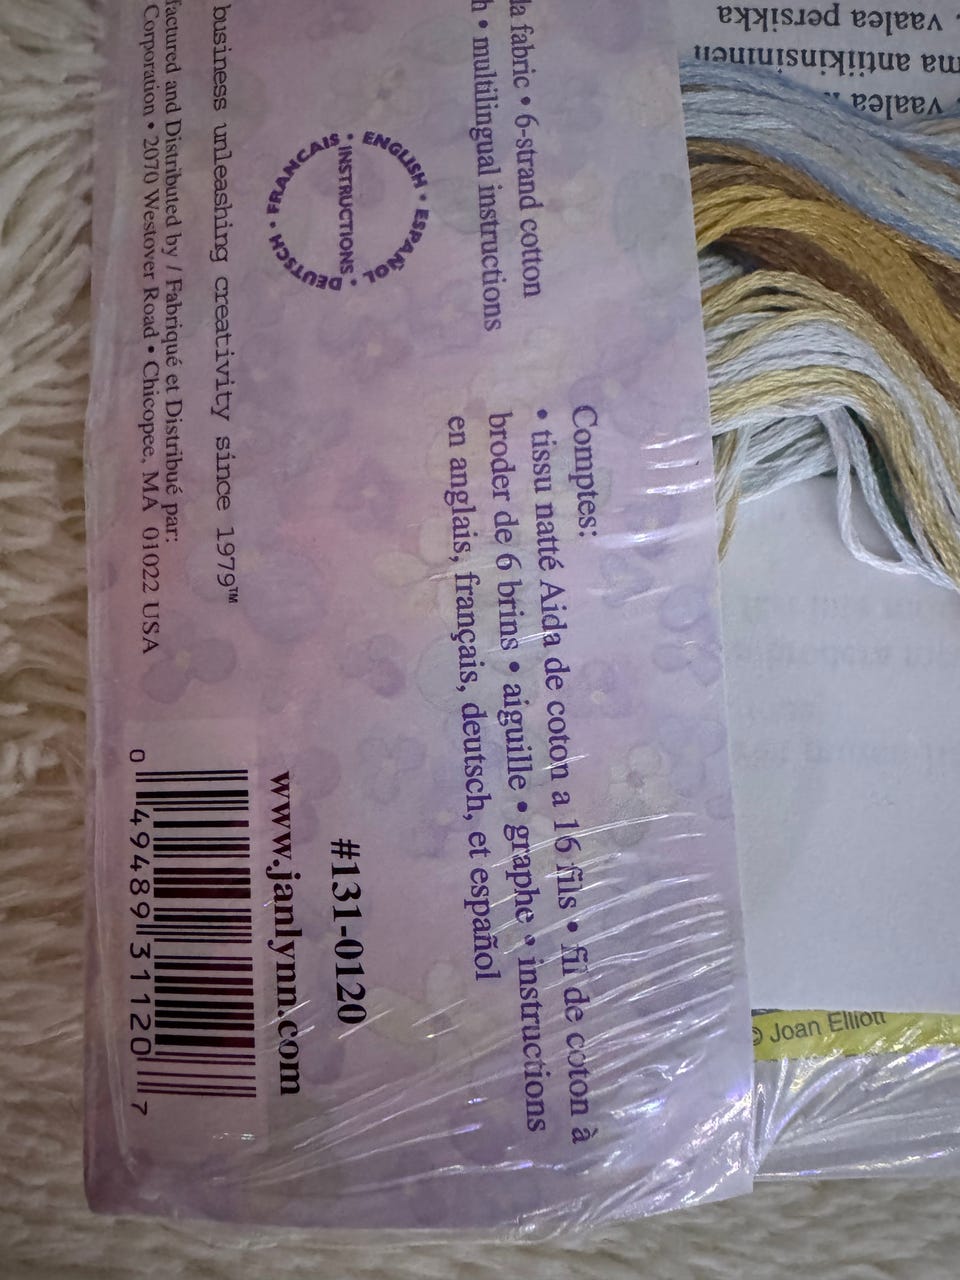 vaalea persikka
ma antiikinsininen
vaalea
la fabric • 6-strand cotton
h • multilingual instructions
ENGLISH • ESPAÑOL • DEUTSCH • FRANCAIS •
INSTRUCTIONS
Comptes:
• tissu natté Aida de coton a 16 fils • fil de coton à
broder de 6 brins • aiguille • graphe • instructions
en anglais, français, deutsch, et español
business unleashing creativity since 1979™
factured and Distributed by / Fabriqué et Distribué par:
Corporation • 2070 Westover Road • Chicopee, MA 01022 USA
#131-0120
www.janlynn.com
0 49489 31120 7
© Joan Elliott